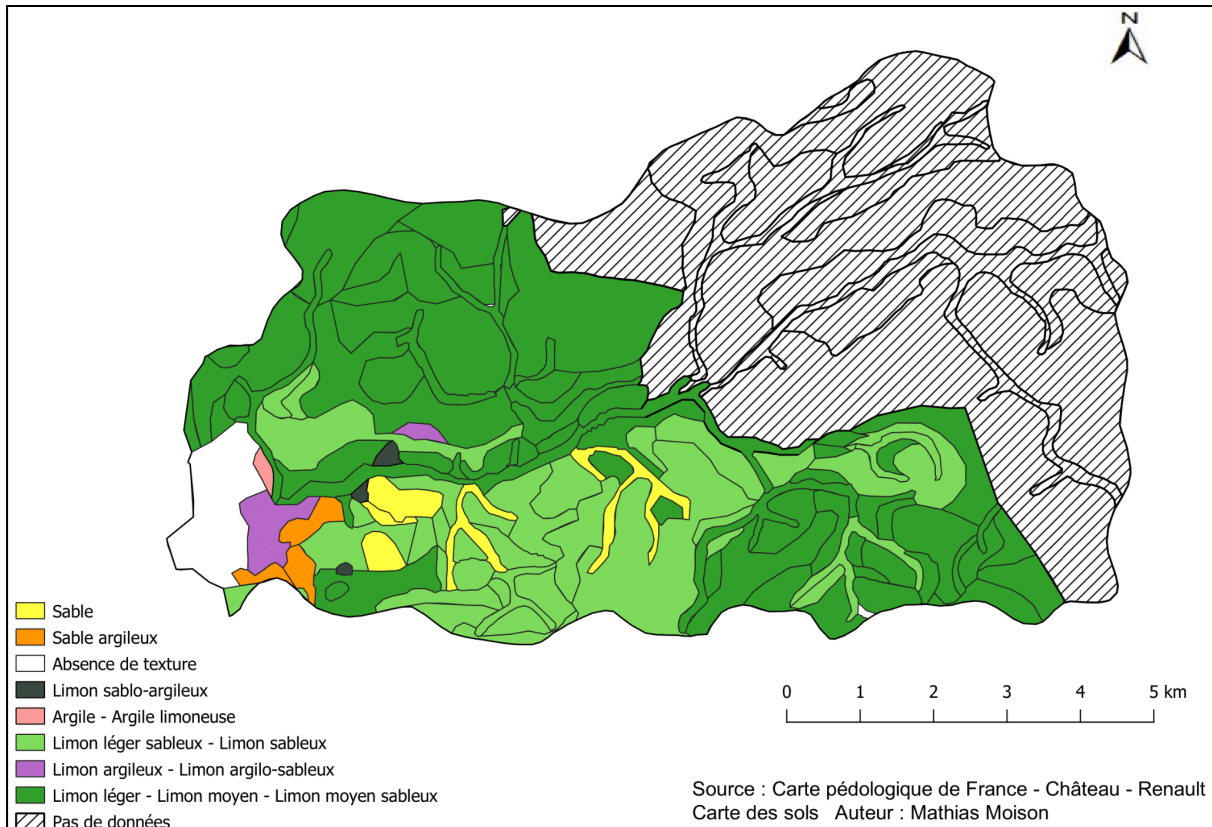 N
Sable
Sable argileux
Absence de texture
Limon sablo-argileux
Argile - Argile limoneuse
Limon léger sableux - Limon sableux
Limon argileux - Limon argilo-sableux
Limon léger - Limon moyen - Limon moyen sableux
Pas de données
0 1 2 3 4 5 km
Source : Carte pédologique de France - Château - Renault
Carte des sols Auteur : Mathias Moison